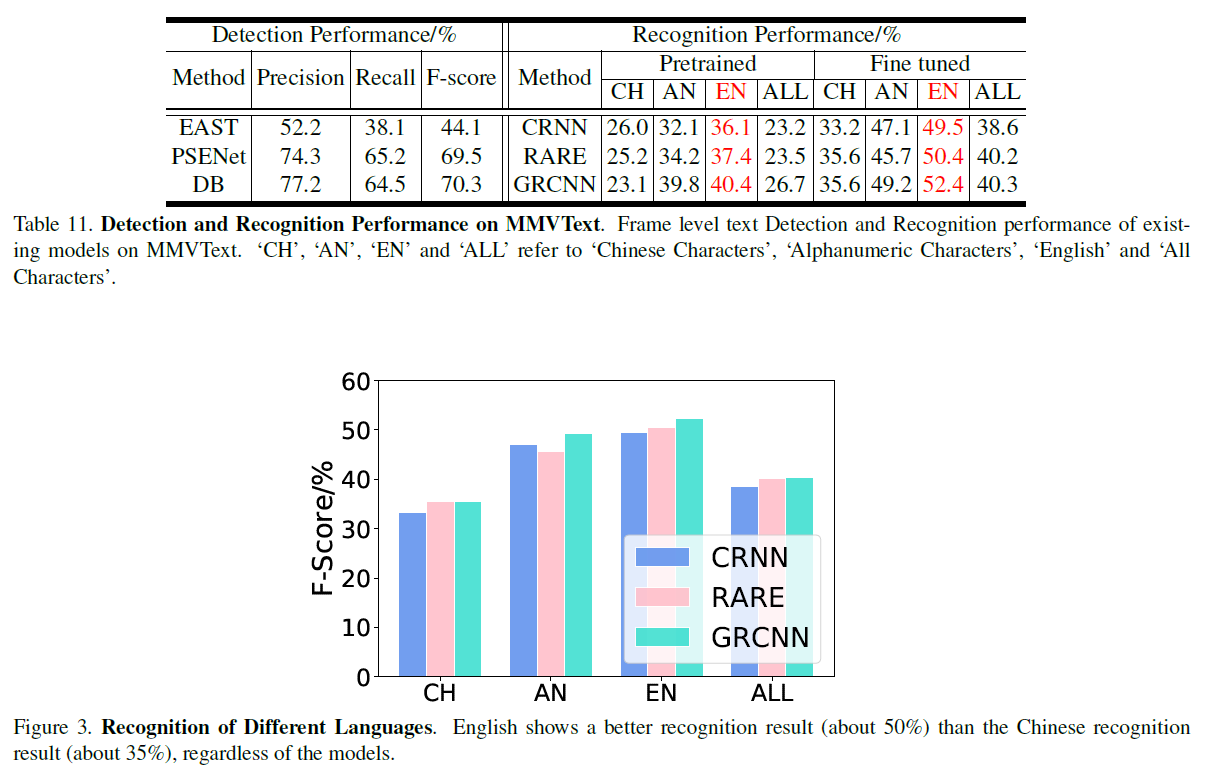 Detection Performance/% Recognition Performance/%
Method Precision Recall F-score Method Pretrained Fine tuned
CH AN EN ALL CH AN EN ALL
EAST 52.2 38.1 44.1 CRNN 26.0 32.1 36.1 23.2 33.2 47.1 49.5 38.6
PSENet 74.3 65.2 69.5 RARE 25.2 34.2 37.4 23.5 35.6 45.7 50.4 40.2
DB 77.2 64.5 70.3 GRCNN 23.1 39.8 40.4 26.7 35.6 49.2 52.4 40.3
Table 11. Detection and Recognition Performance on MMVText. Frame level text Detection and Recognition performance of exist-
ing models on MMVText. ‘CH’, ‘AN’, ‘EN’ and ‘ALL’ refer to ‘Chinese Characters’, ‘Alphanumeric Characters’, ‘English’ and ‘All
Characters’.
60
50
40
30
20
10
0
F-Score/%
CRNN
RARE
GRCNN
CH AN EN ALL
Figure 3. Recognition of Different Languages. English shows a better recognition result (about 50%) than the Chinese recognition
result (about 35%), regardless of the models.